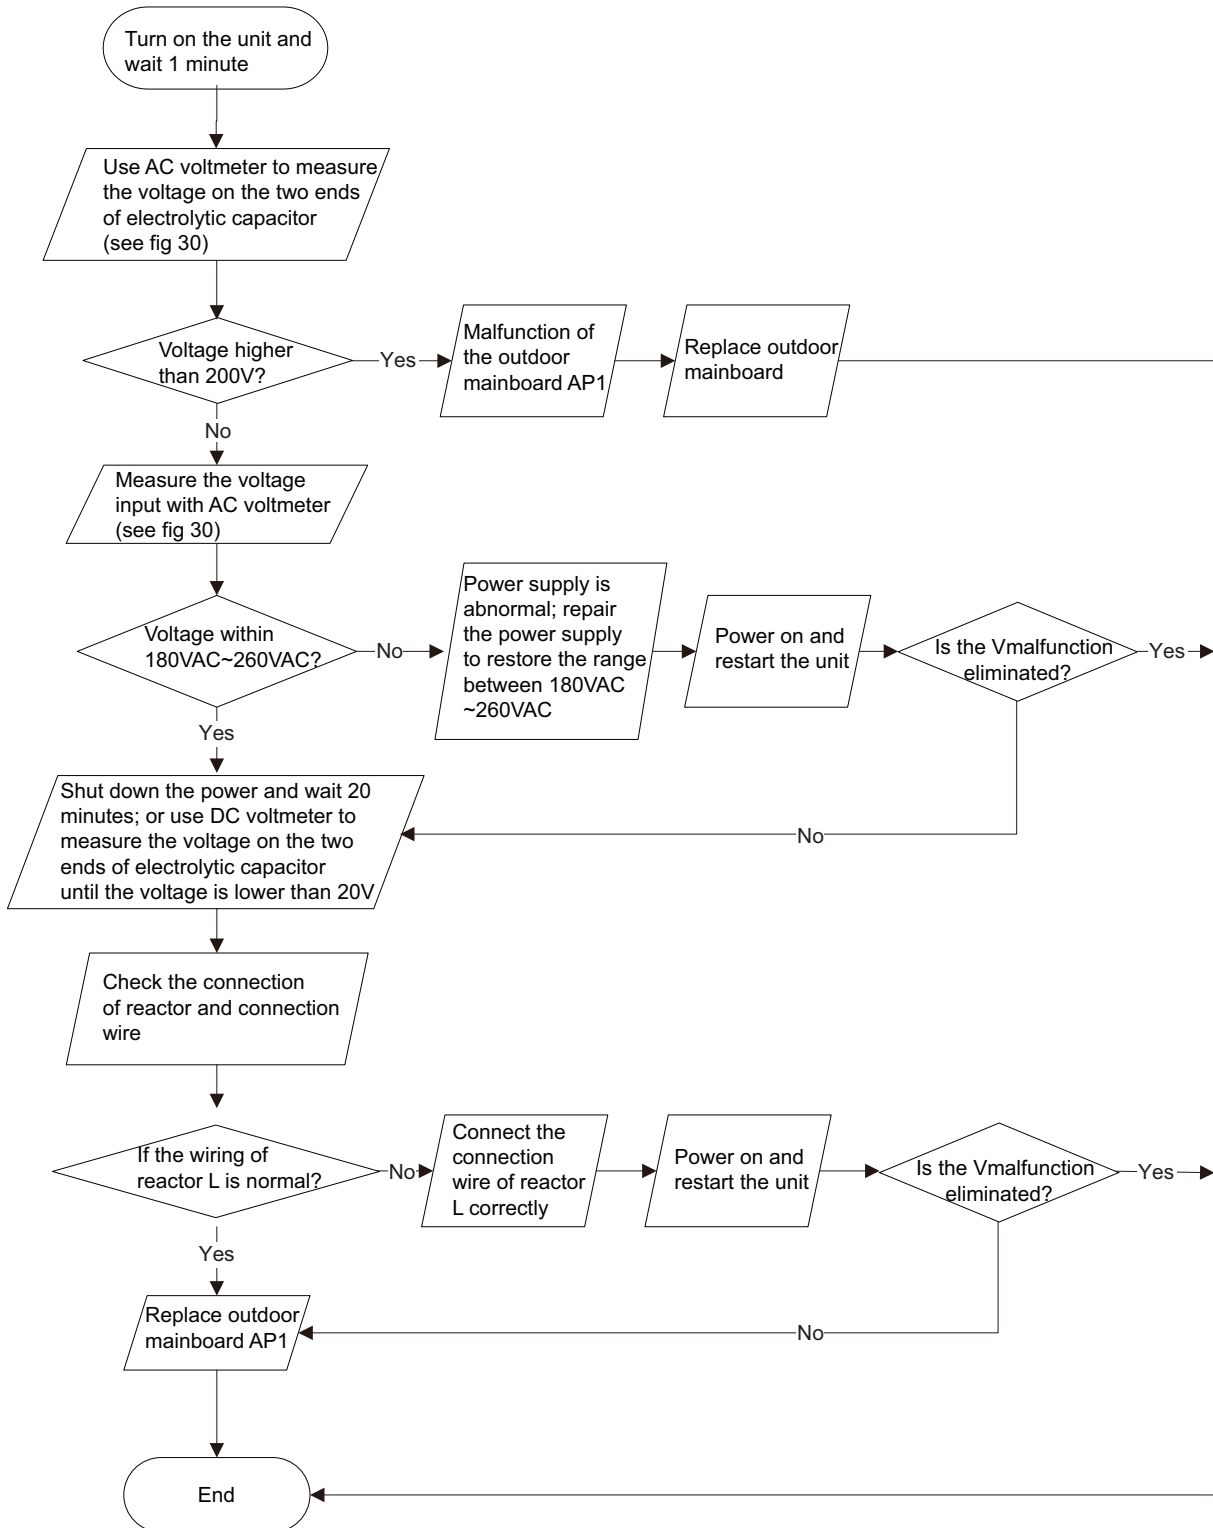 Turn on the unit and
wait 1 minute
Use AC voltmeter to measure
the voltage on the two ends
of electrolytic capacitor
(see fig 30)
Voltage higher
than 200V?
Yes
Malfunction of
the outdoor
mainboard AP1
Replace outdoor
mainboard
No
Measure the voltage
input with AC voltmeter
(see fig 30)
Voltage within
180VAC~260VAC?
No
Power supply is
abnormal; repair
the power supply
to restore the range
between 180VAC
~260VAC
Power on and
restart the unit
Is the Vmalfunction
eliminated?
Yes
Yes
No
Shut down the power and wait 20
minutes; or use DC voltmeter to
measure the voltage on the two
ends of electrolytic capacitor
until the voltage is lower than 20V
Check the connection
of reactor and connection
wire
If the wiring of
reactor L is normal?
No
Connect the
connection
wire of reactor
L correctly
Power on and
restart the unit
Is the Vmalfunction
eliminated?
Yes
Yes
No
Replace outdoor
mainboard AP1
End